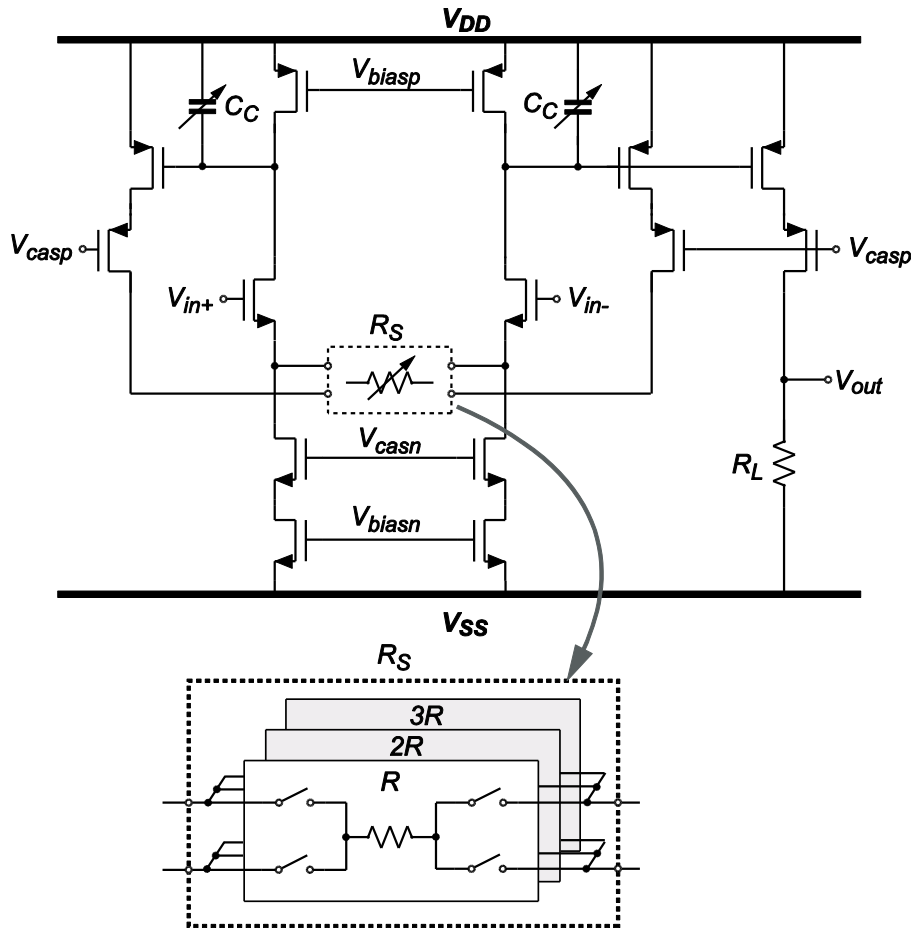 VDD
Vbiasp
CC
CC
Vcasp
Vcasp
Vin+
Vin-
RS
Vout
Vcasn
RL
Vbiasn
VSS
RS
3R
2R
R